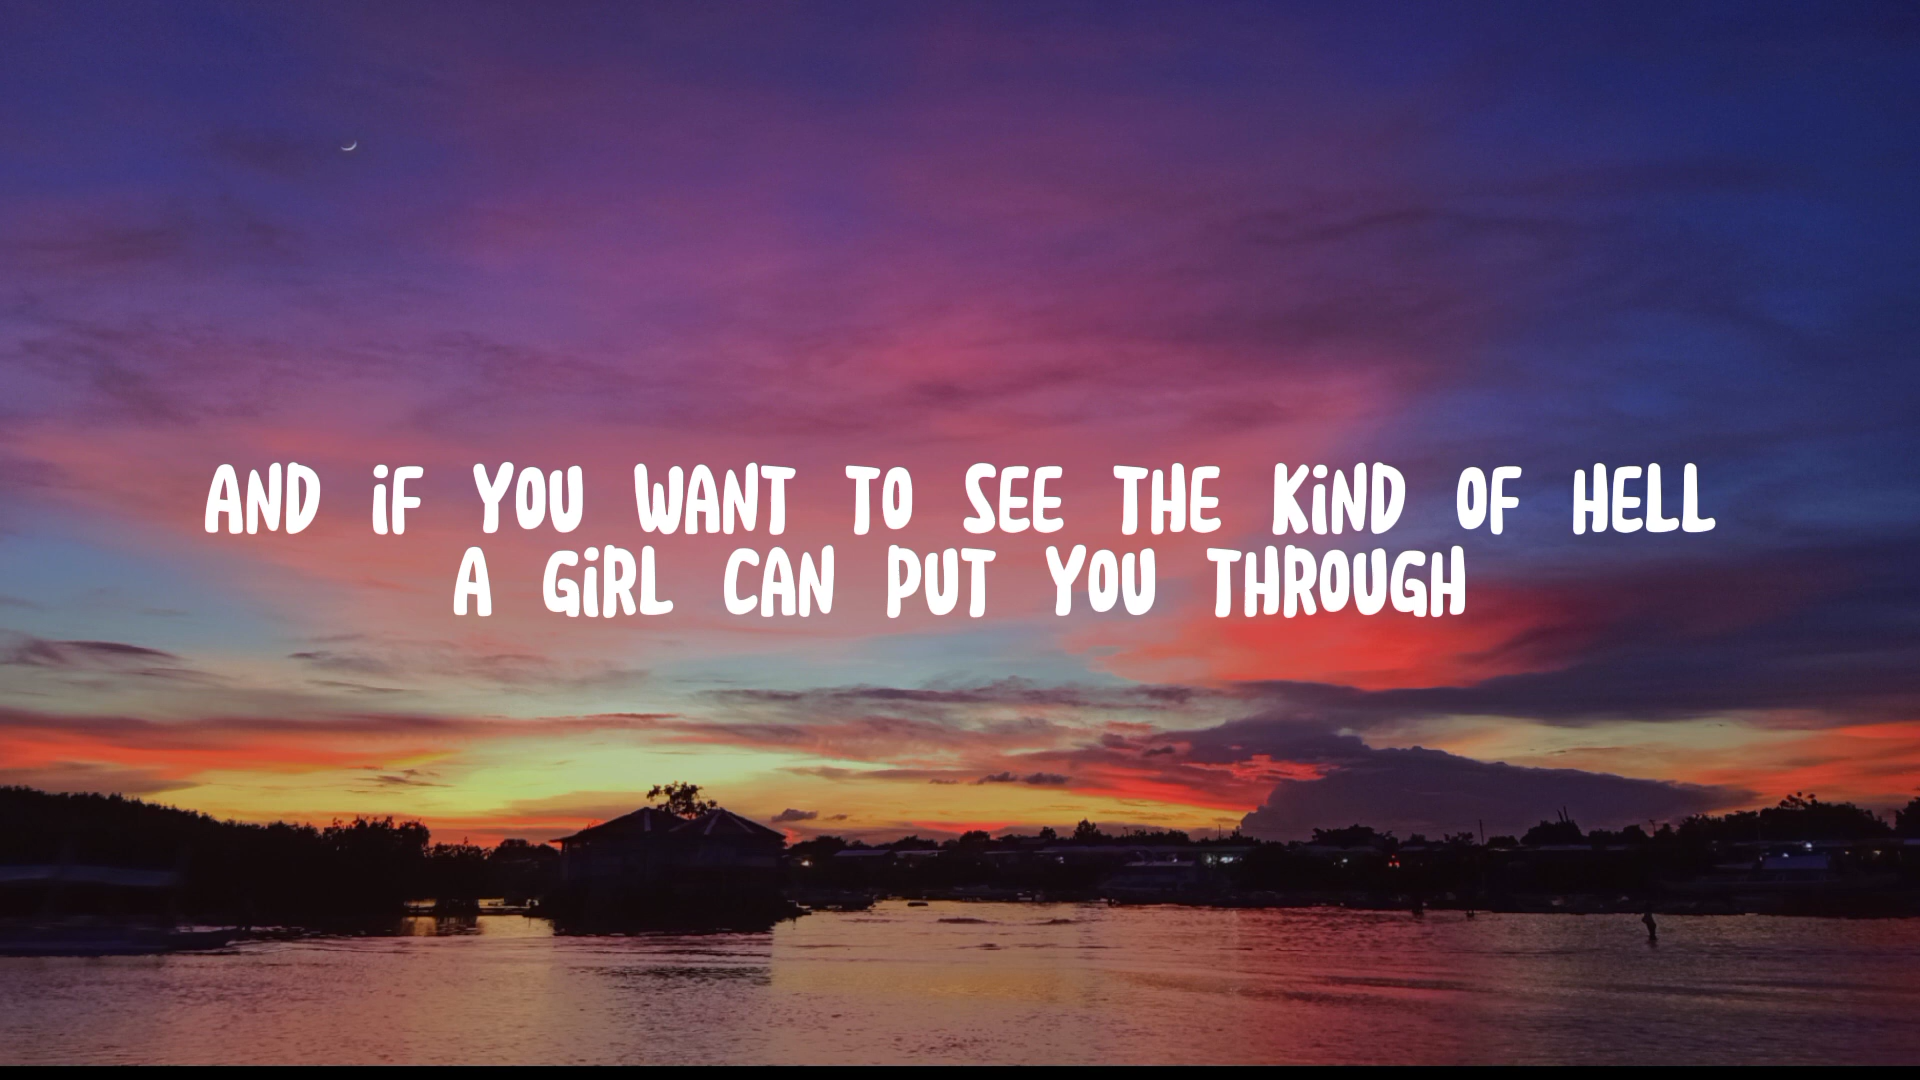 AND iF YOU WANT TO SEE THE KiND OF HELL
A GiRL CAN PUT YOU THROUGH